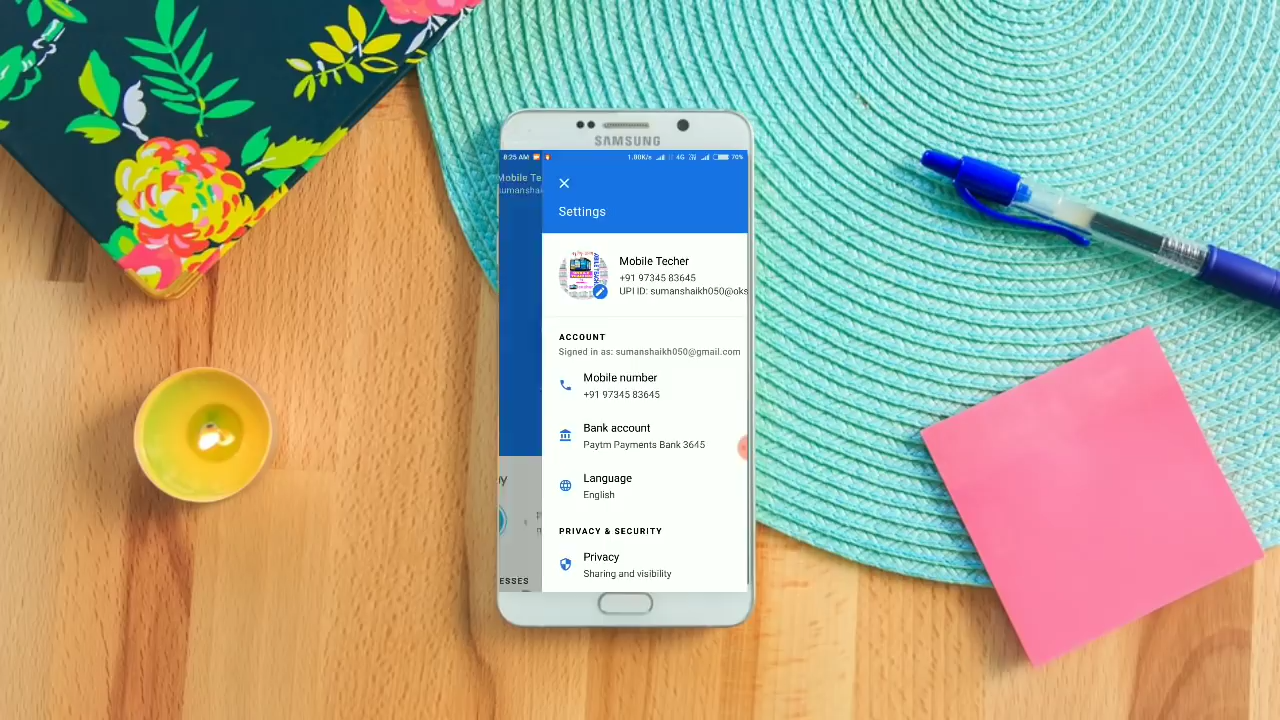 SAMSUNG
8:25 AM
1.80K/s 4G 70%
Mobile Te
sumansha
Settings
Mobile Techer
+91 97345 83645
UPI ID: sumanshaikh050@oks
ACCOUNT
Signed in as: sumanshaikh050@gmail.com
Mobile number
+91 97345 83645
Bank account
Paytm Payments Bank 3645
Language
English
PRIVACY & SECURITY
Privacy
Sharing and visibility
ESSES